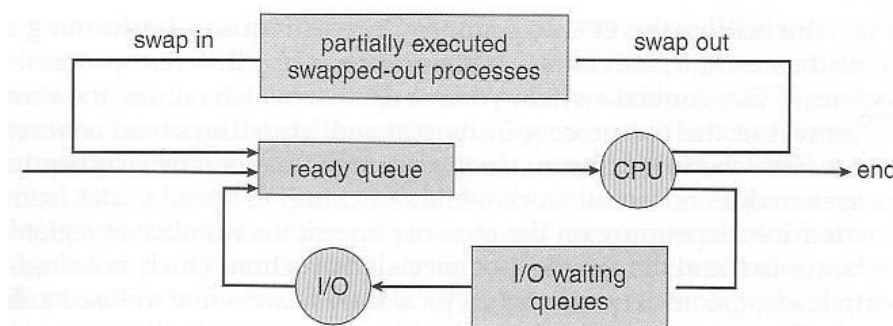 swap in
partially executed
swapped-out processes
swap out
ready queue
CPU
end
I/O
I/O waiting
queues